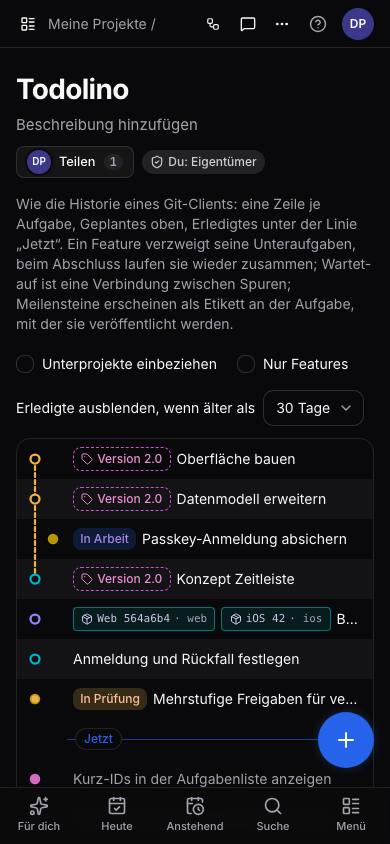 Meine Projekte /
DP
Todolino
Beschreibung hinzufügen
DP Teilen 1 Du: Eigentümer
Wie die Historie eines Git-Clients: eine Zeile je
Aufgabe, Geplantes oben, Erledigtes unter der Linie
„Jetzt“. Ein Feature verzweigt seine Unteraufgaben,
beim Abschluss laufen sie wieder zusammen; Wartet-
auf ist eine Verbindung zwischen Spuren;
Meilensteine erscheinen als Etikett an der Aufgabe,
mit der sie veröffentlicht werden.
Unterprojekte einbeziehen Nur Features
Erledigte ausblenden, wenn älter als 30 Tage
Version 2.0 Oberfläche bauen
Version 2.0 Datenmodell erweitern
In Arbeit Passkey-Anmeldung absichern
Version 2.0 Konzept Zeitleiste
Web 564a6b4 · web iOS 42 · ios B...
Anmeldung und Rückfall festlegen
In Prüfung Mehrstufige Freigaben für ve...
Jetzt
Kurz-IDs in der Aufgabenliste anzeigen
Für dich Heute Anstehend Suche Menü